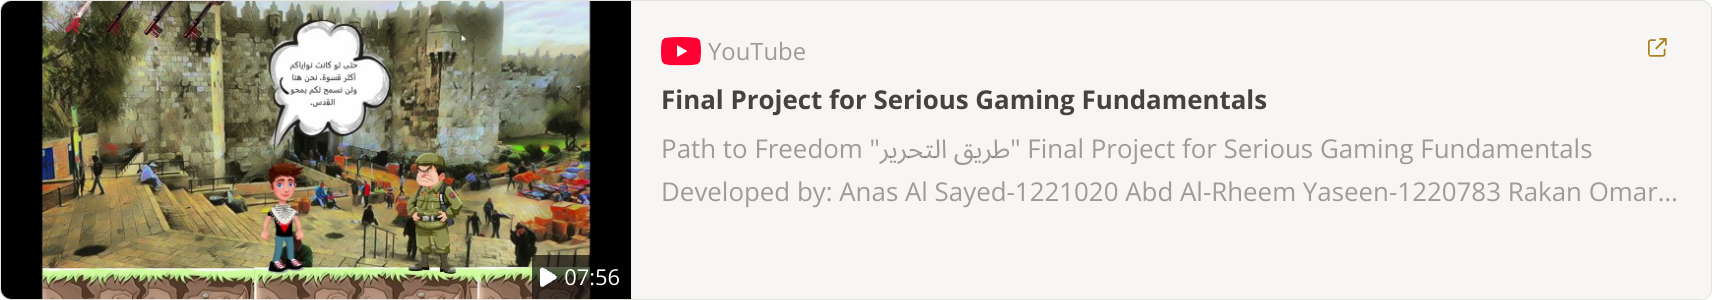 حتى لو كانت نواياكم
أكثر قسوة، نحن هنا
ولن نسمح لكم بمحو
القدس.
07:56
YouTube
Final Project for Serious Gaming Fundamentals
Path to Freedom "طريق التحرير" Final Project for Serious Gaming Fundamentals
Developed by: Anas Al Sayed-1221020 Abd Al-Rheem Yaseen-1220783 Rakan Omar...